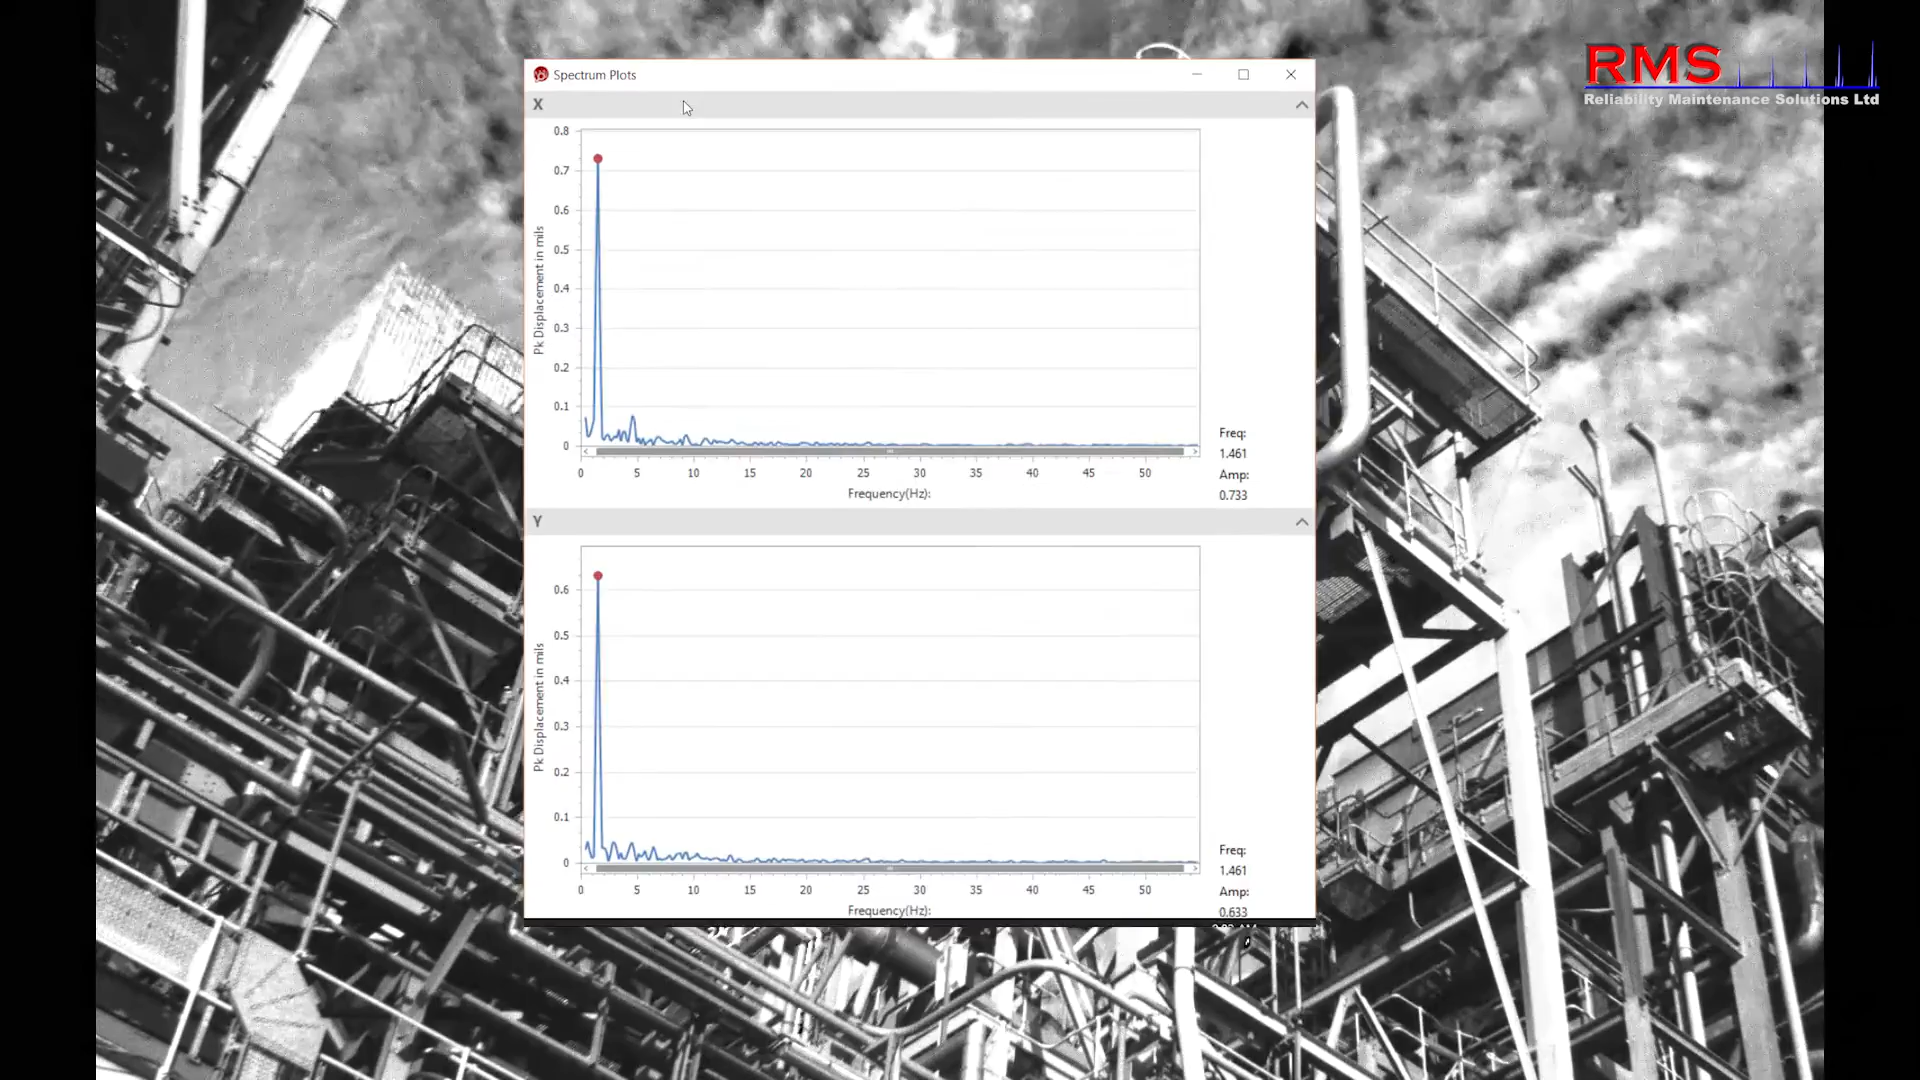 RMS
Reliability Maintenance Solutions Ltd
Spectrum Plots
X
0.8
0.7
0.6
0.5
0.4
0.3
0.2
0.1
0
Pk Displacement in mils
0 5 10 15 20 25 30 35 40 45 50
Frequency(Hz):
Freq:
1.461
Amp:
0.733
Y
0.6
0.5
0.4
0.3
0.2
0.1
0
Pk Displacement in mils
0 5 10 15 20 25 30 35 40 45 50
Frequency(Hz):
Freq:
1.461
Amp:
0.633